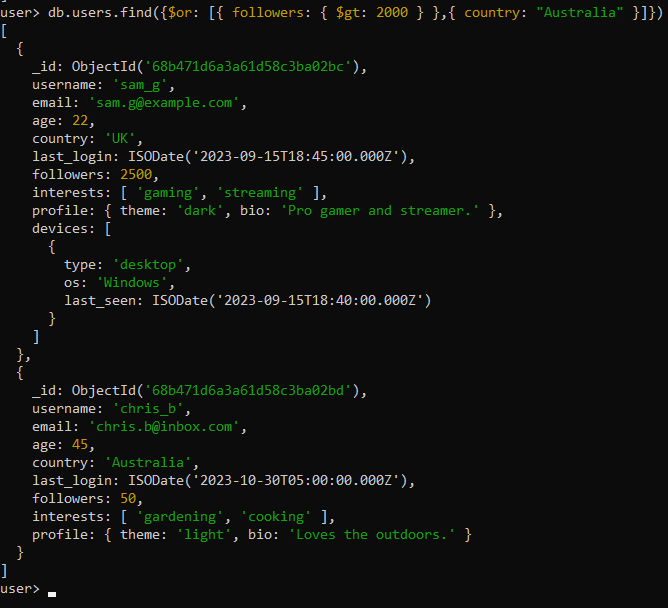 user> db.users.find({$or: [{ followers: { $gt: 2000 } },{ country: "Australia" }]})
[
  {
    _id: ObjectId('68b471d6a3a61d58c3ba02bc'),
    username: 'sam_g',
    email: 'sam.g@example.com',
    age: 22,
    country: 'UK',
    last_login: ISODate('2023-09-15T18:45:00.000Z'),
    followers: 2500,
    interests: [ 'gaming', 'streaming' ],
    profile: { theme: 'dark', bio: 'Pro gamer and streamer.' },
    devices: [
      {
        type: 'desktop',
        os: 'Windows',
        last_seen: ISODate('2023-09-15T18:40:00.000Z')
      }
    ]
  },
  {
    _id: ObjectId('68b471d6a3a61d58c3ba02bd'),
    username: 'chris_b',
    email: 'chris.b@inbox.com',
    age: 45,
    country: 'Australia',
    last_login: ISODate('2023-10-30T05:00:00.000Z'),
    followers: 50,
    interests: [ 'gardening', 'cooking' ],
    profile: { theme: 'light', bio: 'Loves the outdoors.' }
  }
]
user>